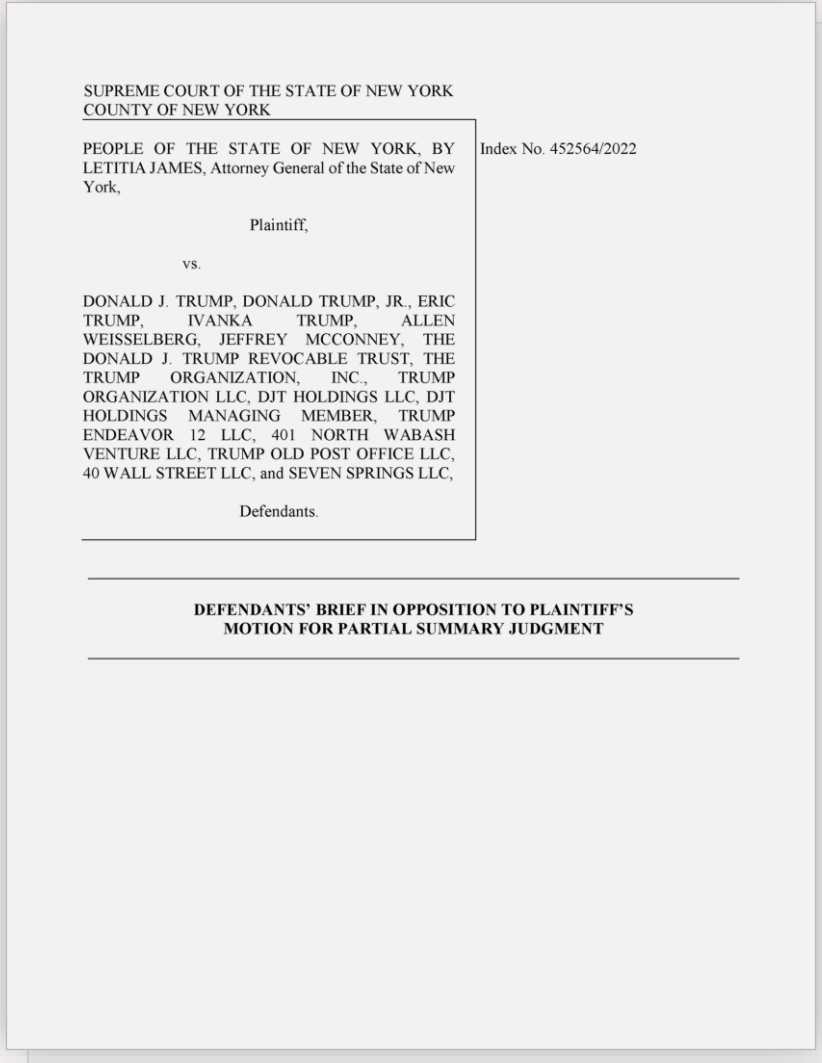 SUPREME COURT OF THE STATE OF NEW YORK
COUNTY OF NEW YORK
PEOPLE OF THE STATE OF NEW YORK, BY
LETITIA JAMES, Attorney General of the State of New
York,
Plaintiff,
vs.
DONALD J. TRUMP, DONALD TRUMP, JR., ERIC
TRUMP, IVANKA TRUMP, ALLEN
WEISSELBERG, JEFFREY MCCONNEY, THE
DONALD J. TRUMP REVOCABLE TRUST, THE
TRUMP ORGANIZATION, INC., TRUMP
ORGANIZATION LLC, DJT HOLDINGS LLC, DJT
HOLDINGS MANAGING MEMBER, TRUMP
ENDEAVOR 12 LLC, 401 NORTH WABASH
VENTURE LLC, TRUMP OLD POST OFFICE LLC,
40 WALL STREET LLC, and SEVEN SPRINGS LLC,
Defendants.
Index No. 452564/2022
DEFENDANTS’ BRIEF IN OPPOSITION TO PLAINTIFF’S
MOTION FOR PARTIAL SUMMARY JUDGMENT